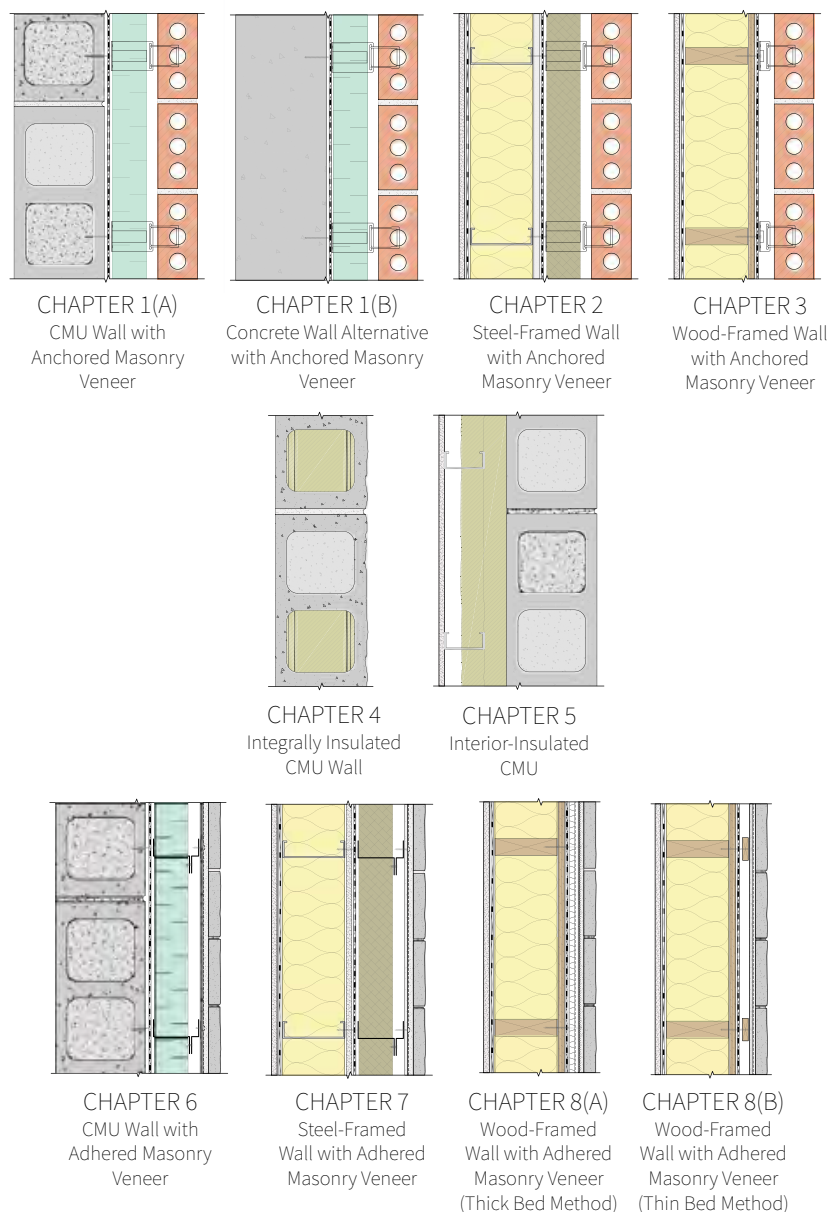 CHAPTER 1(A)
CMU Wall with
Anchored Masonry
Veneer
CHAPTER 1(B)
Concrete Wall Alternative
with Anchored Masonry
Veneer
CHAPTER 2
Steel-Framed Wall
with Anchored
Masonry Veneer
CHAPTER 3
Wood-Framed Wall
with Anchored
Masonry Veneer
CHAPTER 4
Integrally Insulated
CMU Wall
CHAPTER 5
Interior-Insulated
CMU
CHAPTER 6
CMU Wall with
Adhered Masonry
Veneer
CHAPTER 7
Steel-Framed
Wall with Adhered
Masonry Veneer
CHAPTER 8(A)
Wood-Framed
Wall with Adhered
Masonry Veneer
(Thick Bed Method)
CHAPTER 8(B)
Wood-Framed
Wall with Adhered
Masonry Veneer
(Thin Bed Method)